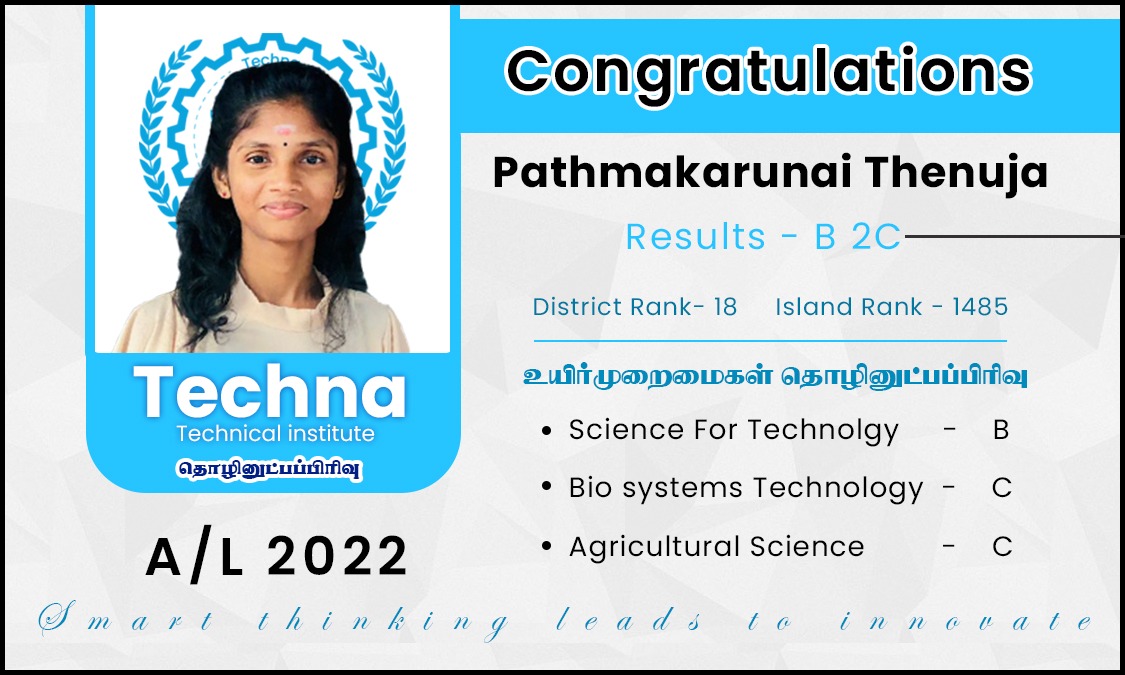 Techna
Congratulations
Pathmakarunai Thenuja
Results - B 2C
District Rank- 18 Island Rank - 1485
உயிர்முறைமைகள் தொழினுட்பப்பிரிவு
• Science For Technolgy - B
• Bio systems Technology - C
• Agricultural Science - C
Techna
Technical institute
தொழினுட்பப்பிரிவு
A/L 2022
Smart thinking leads to innovate